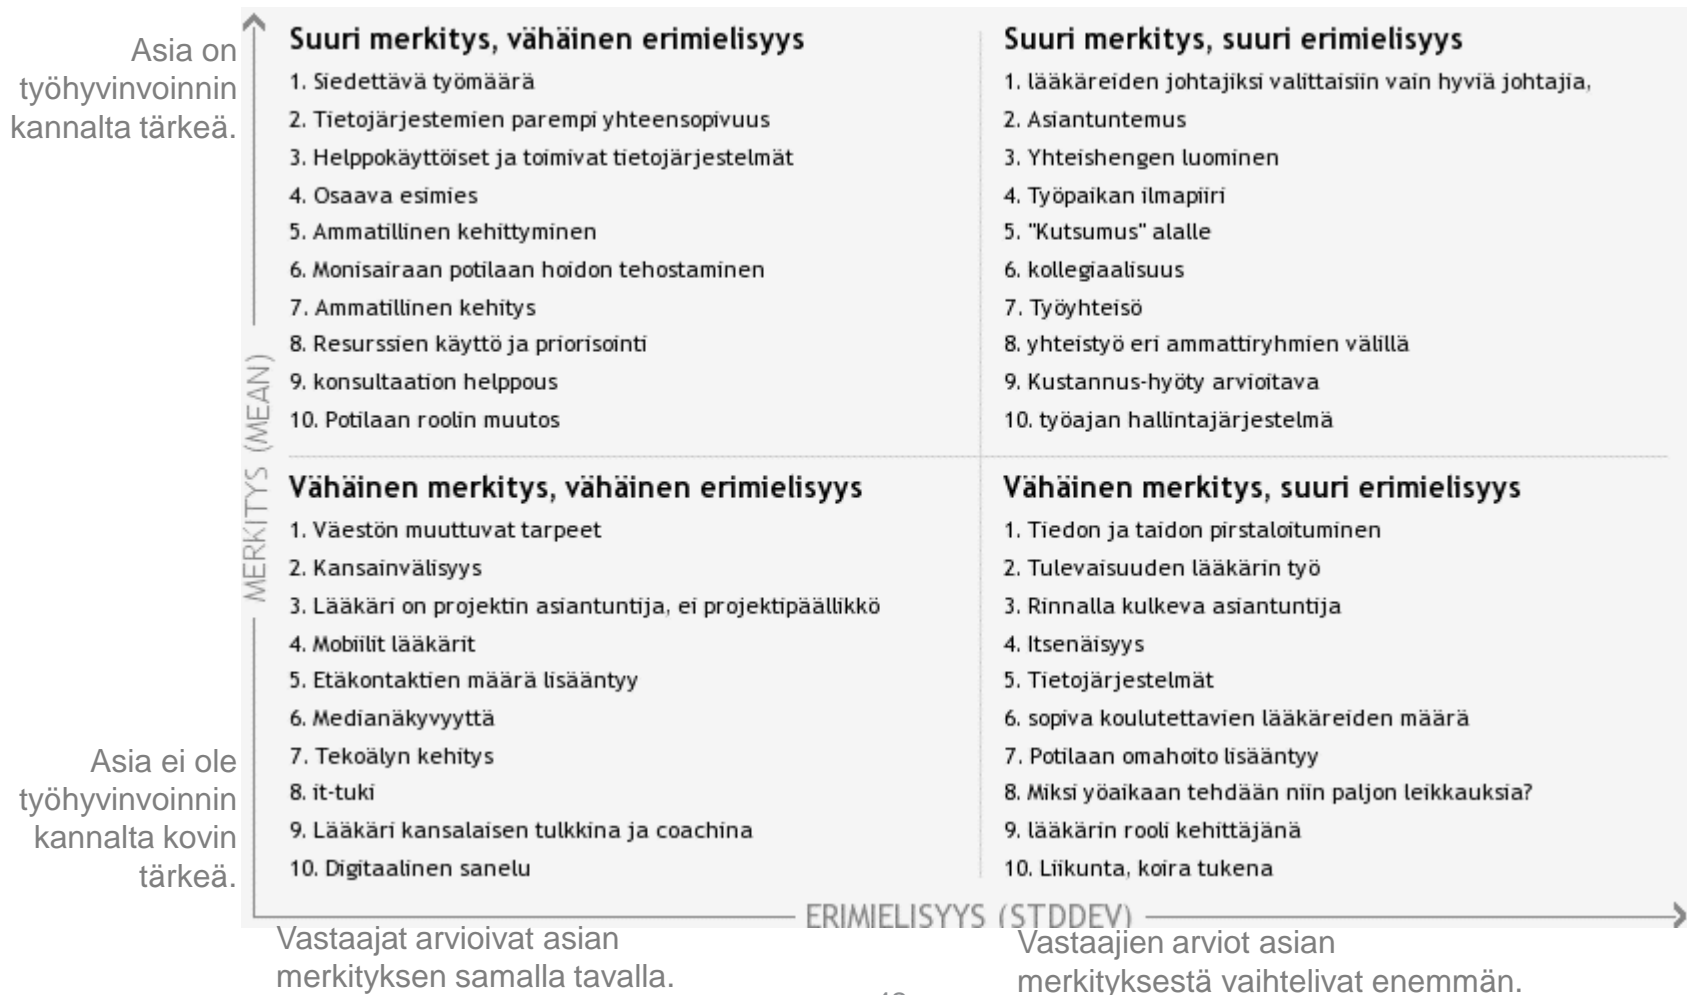 Asia on
työhyvinvoinnin
kannalta tärkeä.
Suuri merkitys, vähäinen erimielisyys
1. Siedettävä työmäärä
2. Tietojärjestemien parempi yhteensopivuus
3. Helppokäyttöiset ja toimivat tietojärjestelmät
4. Osaava esimies
5. Ammatillinen kehittyminen
6. Monisairaan potilaan hoidon tehostaminen
7. Ammatillinen kehitys
8. Resurssien käyttö ja priorisointi
9. konsultaation helppous
10. Potilaan roolin muutos
Suuri merkitys, suuri erimielisyys
1. lääkäreiden johtajiksi valittaisiin vain hyviä johtajia,
2. Asiantuntemus
3. Yhteishengen luominen
4. Työpaikan ilmapiiri
5. "Kutsumus" alalle
6. kollegiaalisuus
7. Työyhteisö
8. yhteistyö eri ammattiryhmien välillä
9. Kustannus-hyöty arvioitava
10. työajan hallintajärjestelmä
MERKITYS (MEAN)
Vähäinen merkitys, vähäinen erimielisyys
1. Väestön muuttuvat tarpeet
2. Kansainvälisyys
3. Lääkäri on projektin asiantuntija, ei projektipäällikkö
4. Mobiilit lääkärit
5. Etäkontaktien määrä lisääntyy
6. Medianäkyvyyttä
7. Tekoälyn kehitys
8. it-tuki
9. Lääkäri kansalaisen tulkkina ja coachina
10. Digitaalinen sanelu
Vähäinen merkitys, suuri erimielisyys
1. Tiedon ja taidon pirstaloituminen
2. Tulevaisuuden lääkärin työ
3. Rinnalla kulkeva asiantuntija
4. Itsenäisyys
5. Tietojärjestelmät
6. sopiva koulutettavien lääkäreiden määrä
7. Potilaan omahoito lisääntyy
8. Miksi yöaikaan tehdään niin paljon leikkauksia?
9. lääkärin rooli kehittäjänä
10. Liikunta, koira tukena
Asia ei ole
työhyvinvoinnin
kannalta kovin
tärkeä.
ERIMIELISYYS (STDDEV)
Vastaajat arvioivat asian
merkityksen samalla tavalla.
Vastaajien arviot asian
merkityksestä vaihtelivat enemmän.